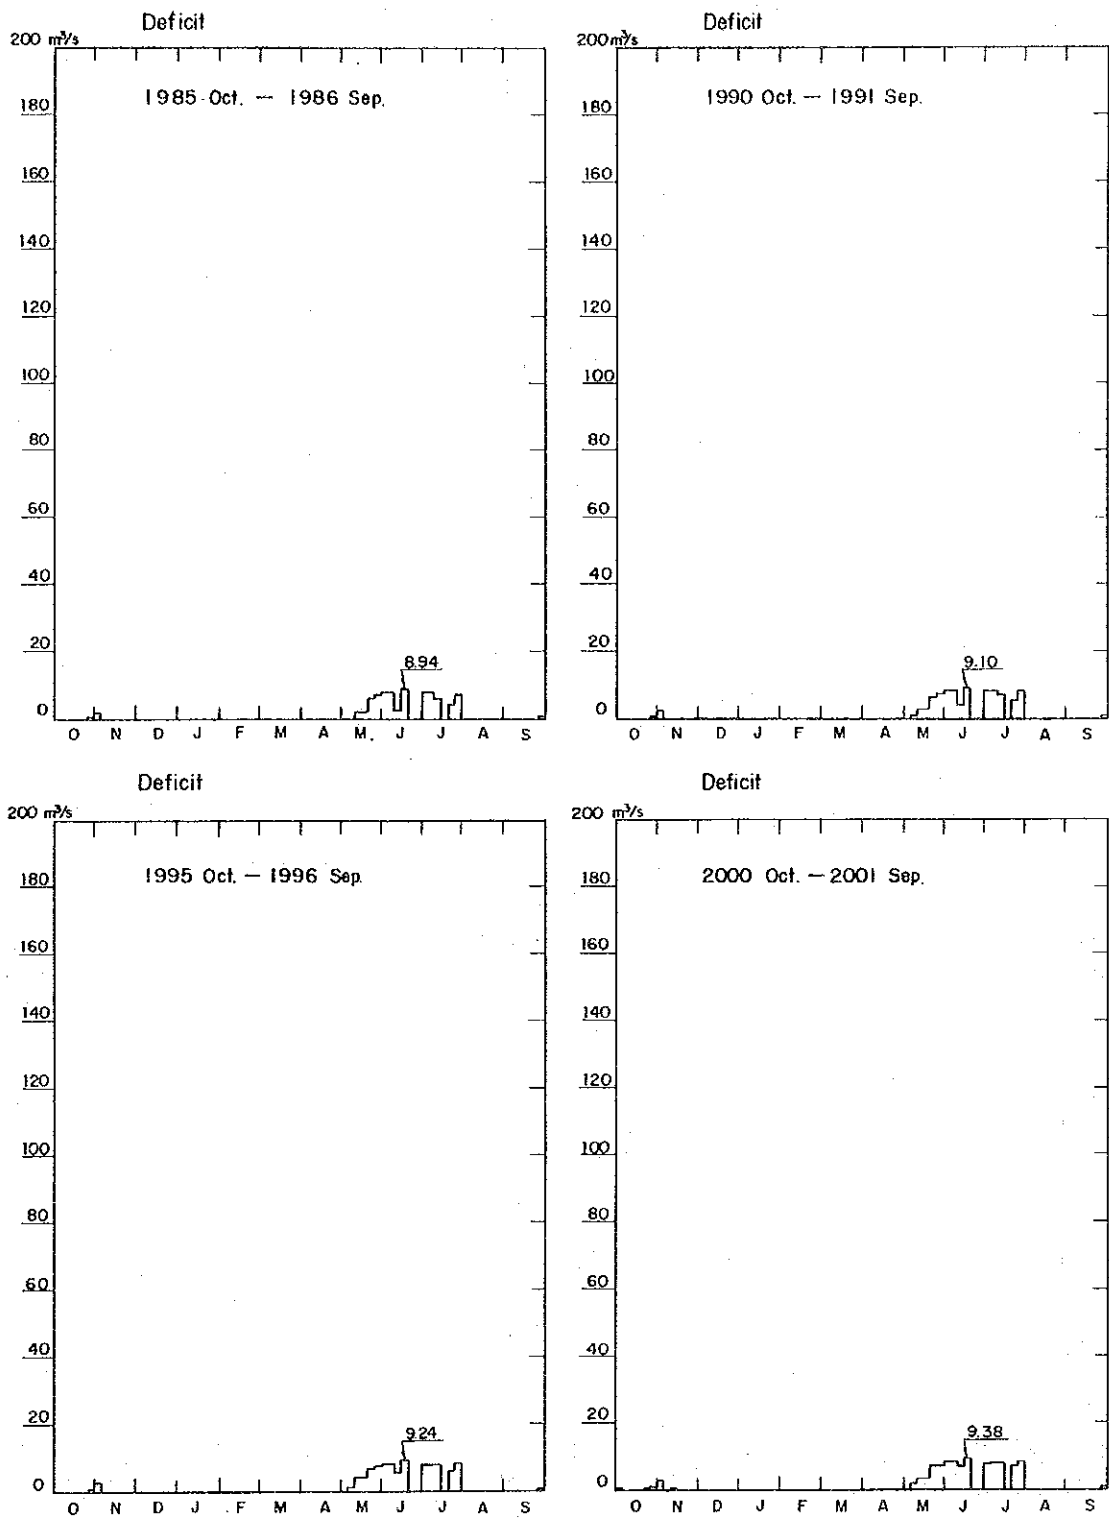 Deficit
200 m³/s
1985 Oct. — 1986 Sep.
180
160
140
120
100
80
60
40
20
8.94
0
O N D J F M A M. J J A S
Deficit
200 m³/s
1990 Oct. — 1991 Sep.
180
160
140
120
100
80
60
40
20
9.10
0
O N D J F M A M J J A S
Deficit
200 m³/s
1995 Oct. — 1996 Sep.
180
160
140
120
100
80
60
40
20
9.24
0
O N D J F M A M J J A S
Deficit
200 m³/s
2000 Oct. — 2001 Sep.
180
160
140
120
100
80
60
40
20
9.38
0
O N D J F M A M J J A S